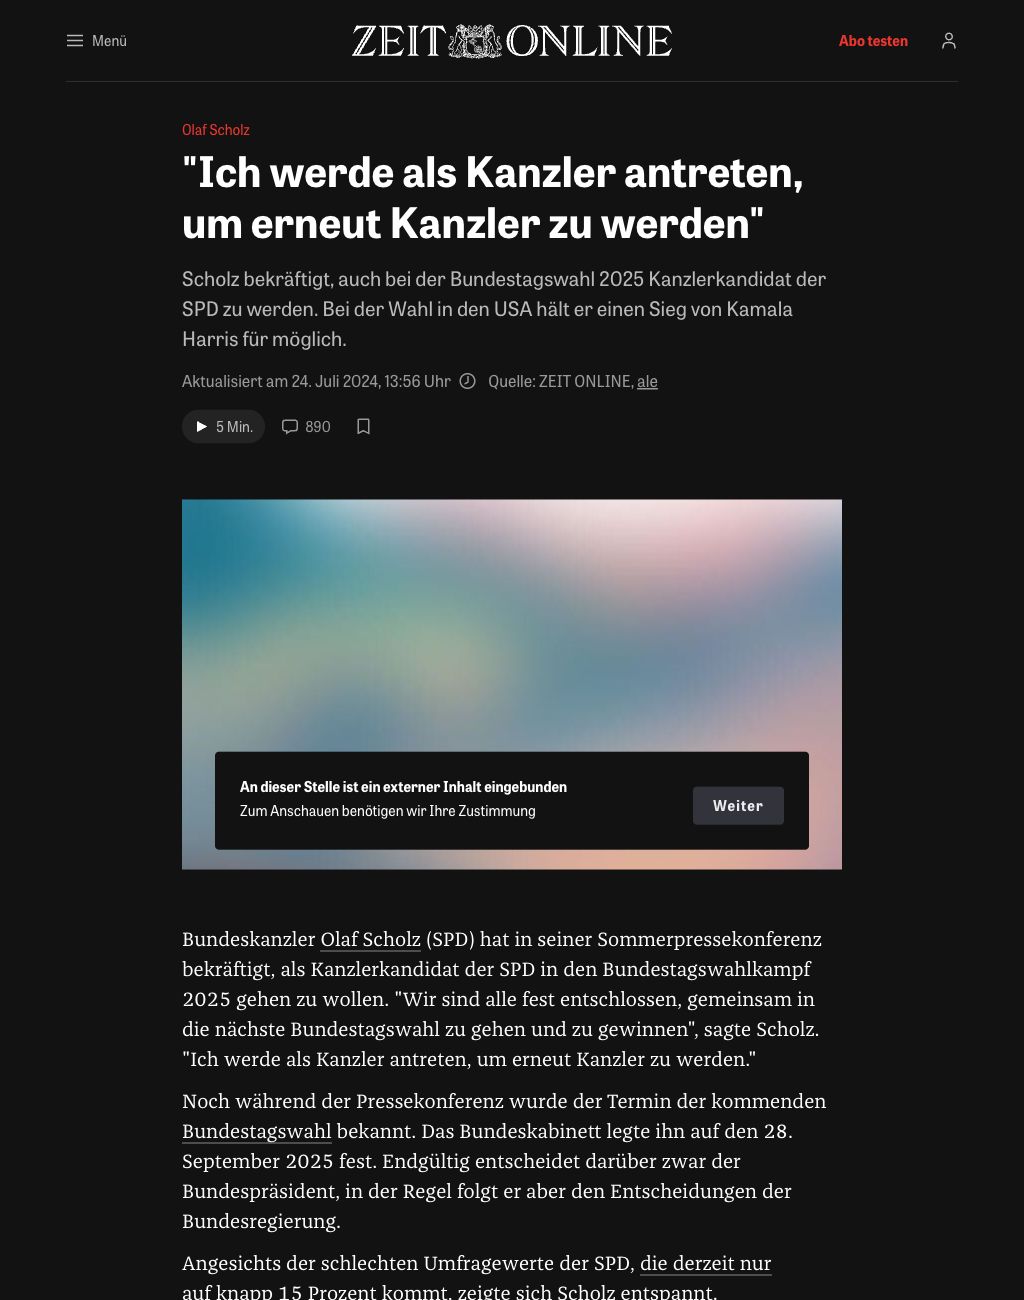 Menü
ZEIT ONLINE
Abo testen
Olaf Scholz
"Ich werde als Kanzler antreten,
um erneut Kanzler zu werden"
Scholz bekräftigt, auch bei der Bundestagswahl 2025 Kanzlerkandidat der
SPD zu werden. Bei der Wahl in den USA hält er einen Sieg von Kamala
Harris für möglich.
Aktualisiert am 24. Juli 2024, 13:56 Uhr Quelle: ZEIT ONLINE, ale
5 Min. 890
An dieser Stelle ist ein externer Inhalt eingebunden
Zum Anschauen benötigen wir Ihre Zustimmung
Weiter
Bundeskanzler Olaf Scholz (SPD) hat in seiner Sommerpressekonferenz
bekräftigt, als Kanzlerkandidat der SPD in den Bundestagswahlkampf
2025 gehen zu wollen. "Wir sind alle fest entschlossen, gemeinsam in
die nächste Bundestagswahl zu gehen und zu gewinnen", sagte Scholz.
"Ich werde als Kanzler antreten, um erneut Kanzler zu werden."
Noch während der Pressekonferenz wurde der Termin der kommenden
Bundestagswahl bekannt. Das Bundeskabinett legte ihn auf den 28.
September 2025 fest. Endgültig entscheidet darüber zwar der
Bundespräsident, in der Regel folgt er aber den Entscheidungen der
Bundesregierung.
Angesichts der schlechten Umfragewerte der SPD, die derzeit nur
auf knapp 15 Prozent kommt, zeigte sich Scholz entspannt.